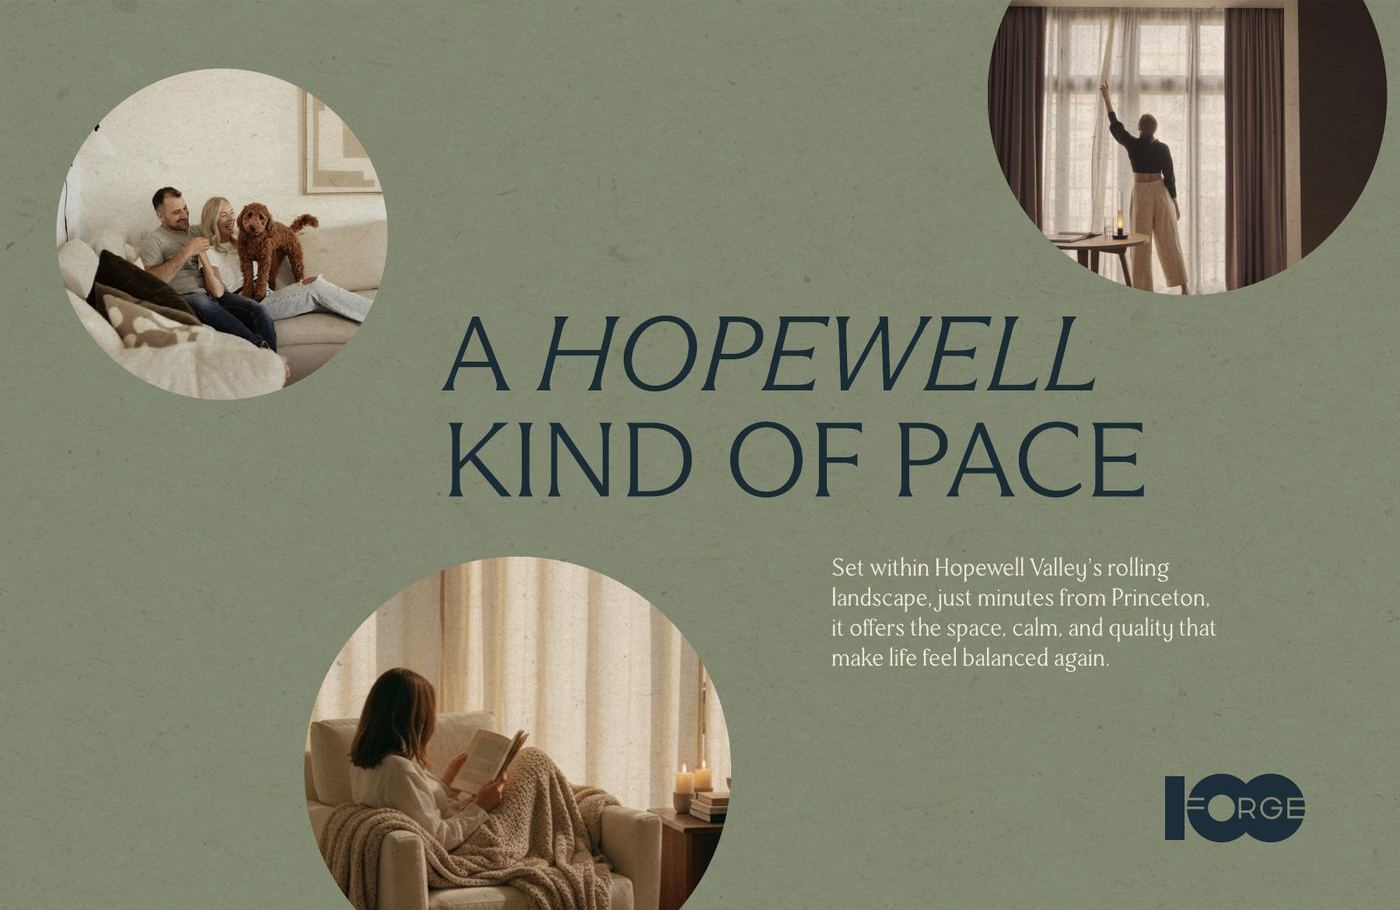 A HOPEWELL
KIND OF PACE
Set within Hopewell Valley's rolling
landscape, just minutes from Princeton,
it offers the space, calm, and quality that
make life feel balanced again.
100
FORGE